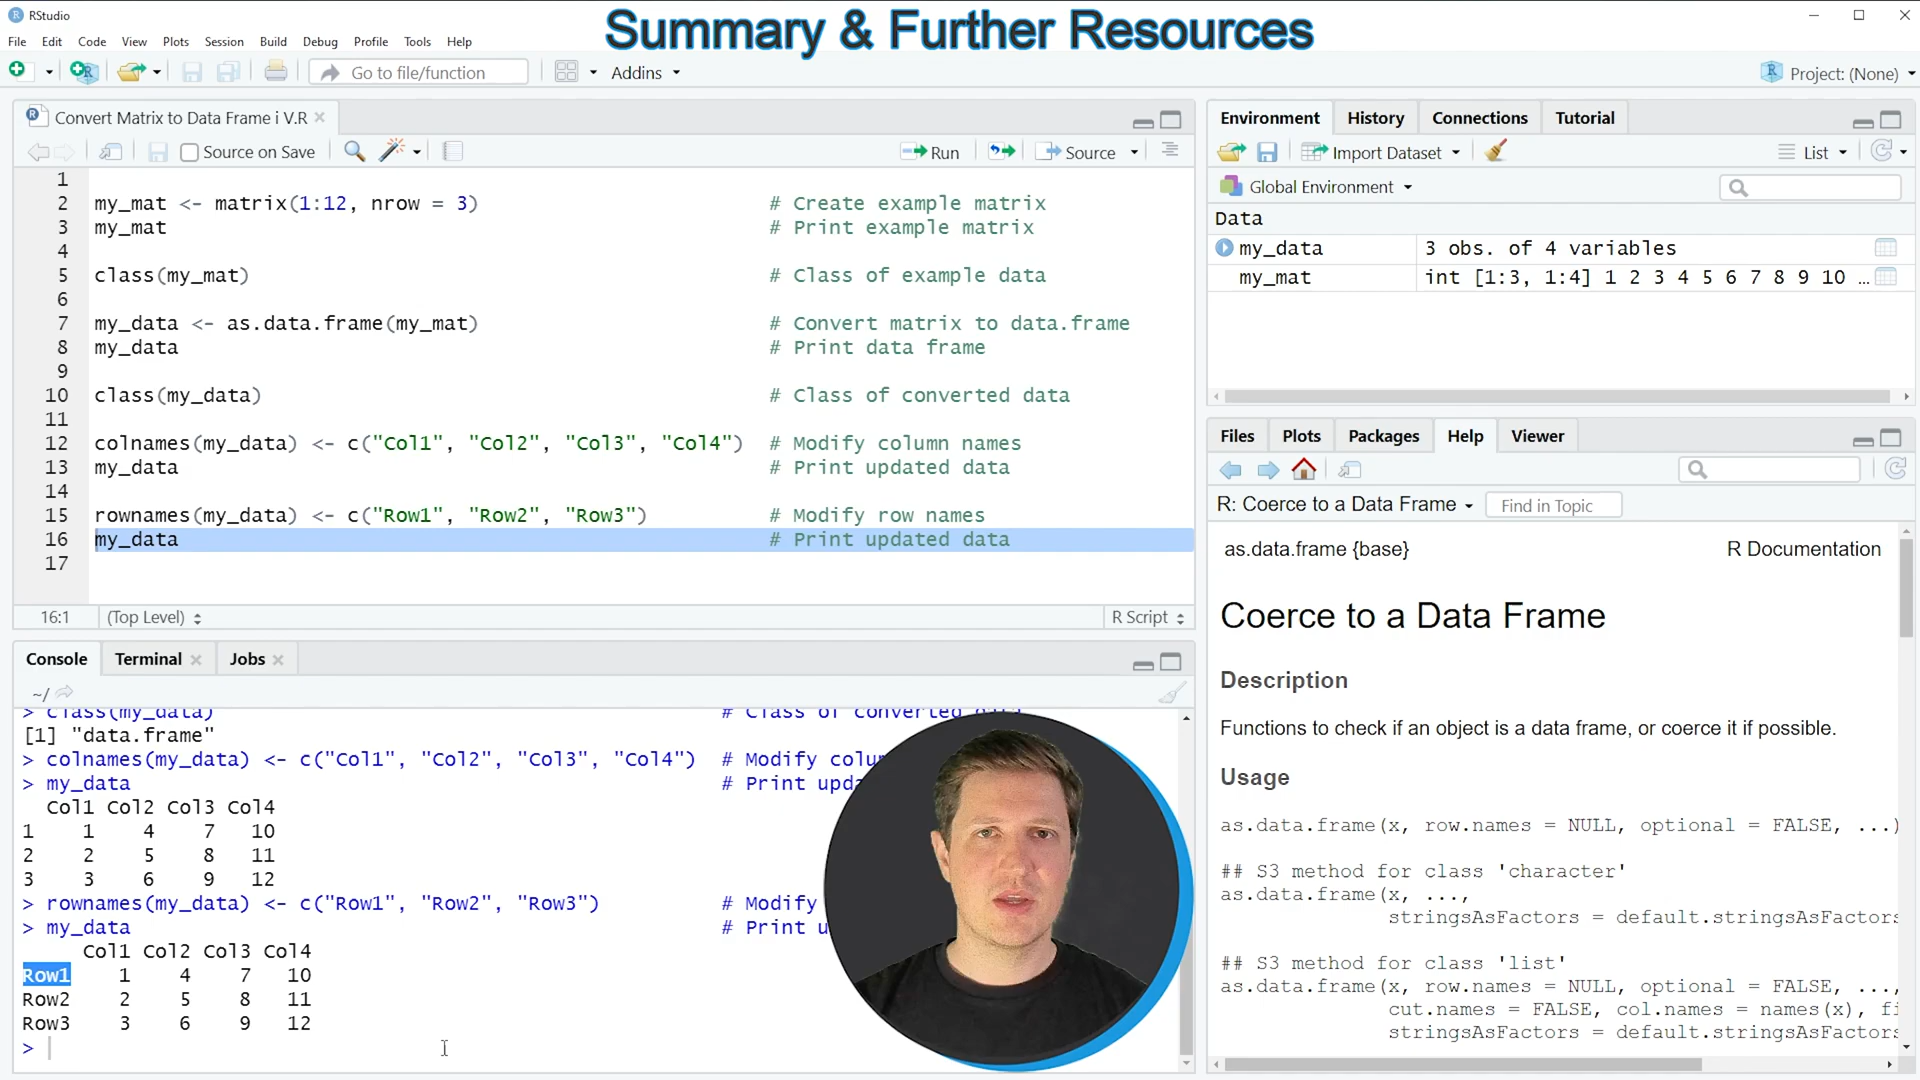 RStudio
Summary & Further Resources
File Edit Code View Plots Session Build Debug Profile Tools Help
Go to file/function
Addins
Project: (None)
Convert Matrix to Data Frame i V.R
Source on Save
Run
Source
1
2 my_mat <- matrix(1:12, nrow = 3) # Create example matrix
3 my_mat # Print example matrix
4
5 class(my_mat) # Class of example data
6
7 my_data <- as.data.frame(my_mat) # Convert matrix to data.frame
8 my_data # Print data frame
9
10 class(my_data) # Class of converted data
11
12 colnames(my_data) <- c("Col1", "Col2", "Col3", "Col4") # Modify column names
13 my_data # Print updated data
14
15 rownames(my_data) <- c("Row1", "Row2", "Row3") # Modify row names
16 my_data # Print updated data
17
16:1 (Top Level) R Script
Console Terminal Jobs
~/
> class(my_data) # Class of converted
[1] "data.frame"
> colnames(my_data) <- c("Col1", "Col2", "Col3", "Col4") # Modify colu
> my_data # Print upda
Col1 Col2 Col3 Col4
1 1 4 7 10
2 2 5 8 11
3 3 6 9 12
> rownames(my_data) <- c("Row1", "Row2", "Row3") # Modify
> my_data # Print u
Col1 Col2 Col3 Col4
Row1 1 4 7 10
Row2 2 5 8 11
Row3 3 6 9 12
>
Environment History Connections Tutorial
Import Dataset List
Global Environment
Data
my_data 3 obs. of 4 variables
my_mat int [1:3, 1:4] 1 2 3 4 5 6 7 8 9 10 ...
Files Plots Packages Help Viewer
R: Coerce to a Data Frame Find in Topic
as.data.frame {base} R Documentation
Coerce to a Data Frame
Description
Functions to check if an object is a data frame, or coerce it if possible.
Usage
as.data.frame(x, row.names = NULL, optional = FALSE, ...)
## S3 method for class 'character'
as.data.frame(x, ...,
stringsAsFactors = default.stringsAsFactors
## S3 method for class 'list'
as.data.frame(x, row.names = NULL, optional = FALSE, ...,
cut.names = FALSE, col.names = names(x), fi
stringsAsFactors = default.stringsAsFactors